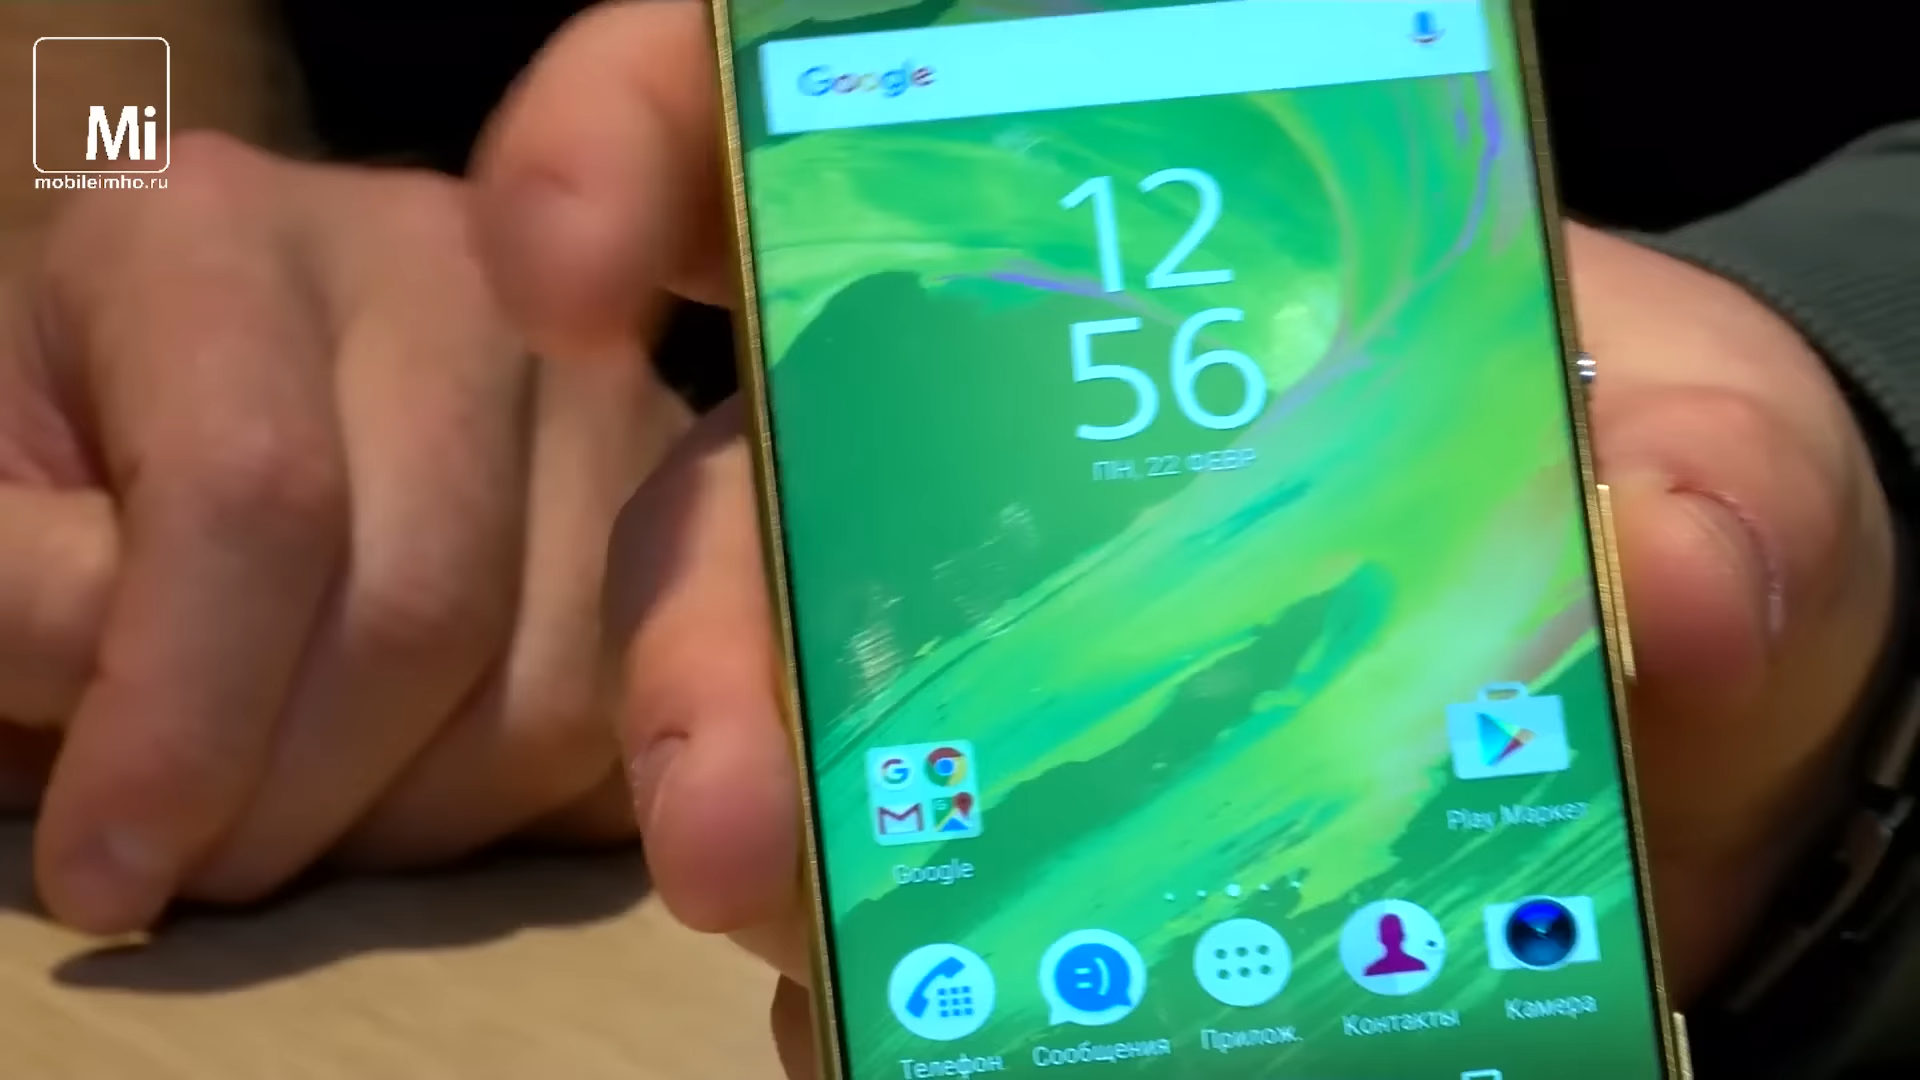 Mi
mobileimho.ru
Google
12
56
ПН, 22 ФЕВР
Google
Play Маркет
Телефон
Сообщения
Прилож.
Контакты
Камера